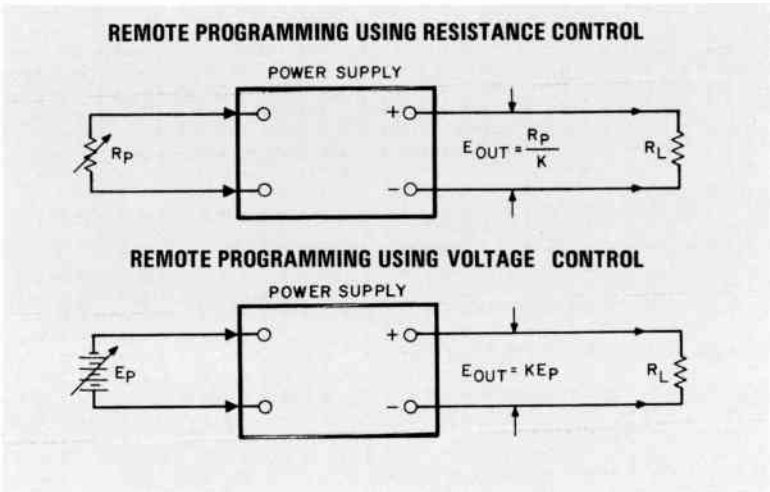 REMOTE PROGRAMMING USING RESISTANCE CONTROL
POWER SUPPLY
RP
+
−
EOUT = RP/K
RL
REMOTE PROGRAMMING USING VOLTAGE CONTROL
POWER SUPPLY
EP
+
−
EOUT = KEP
RL